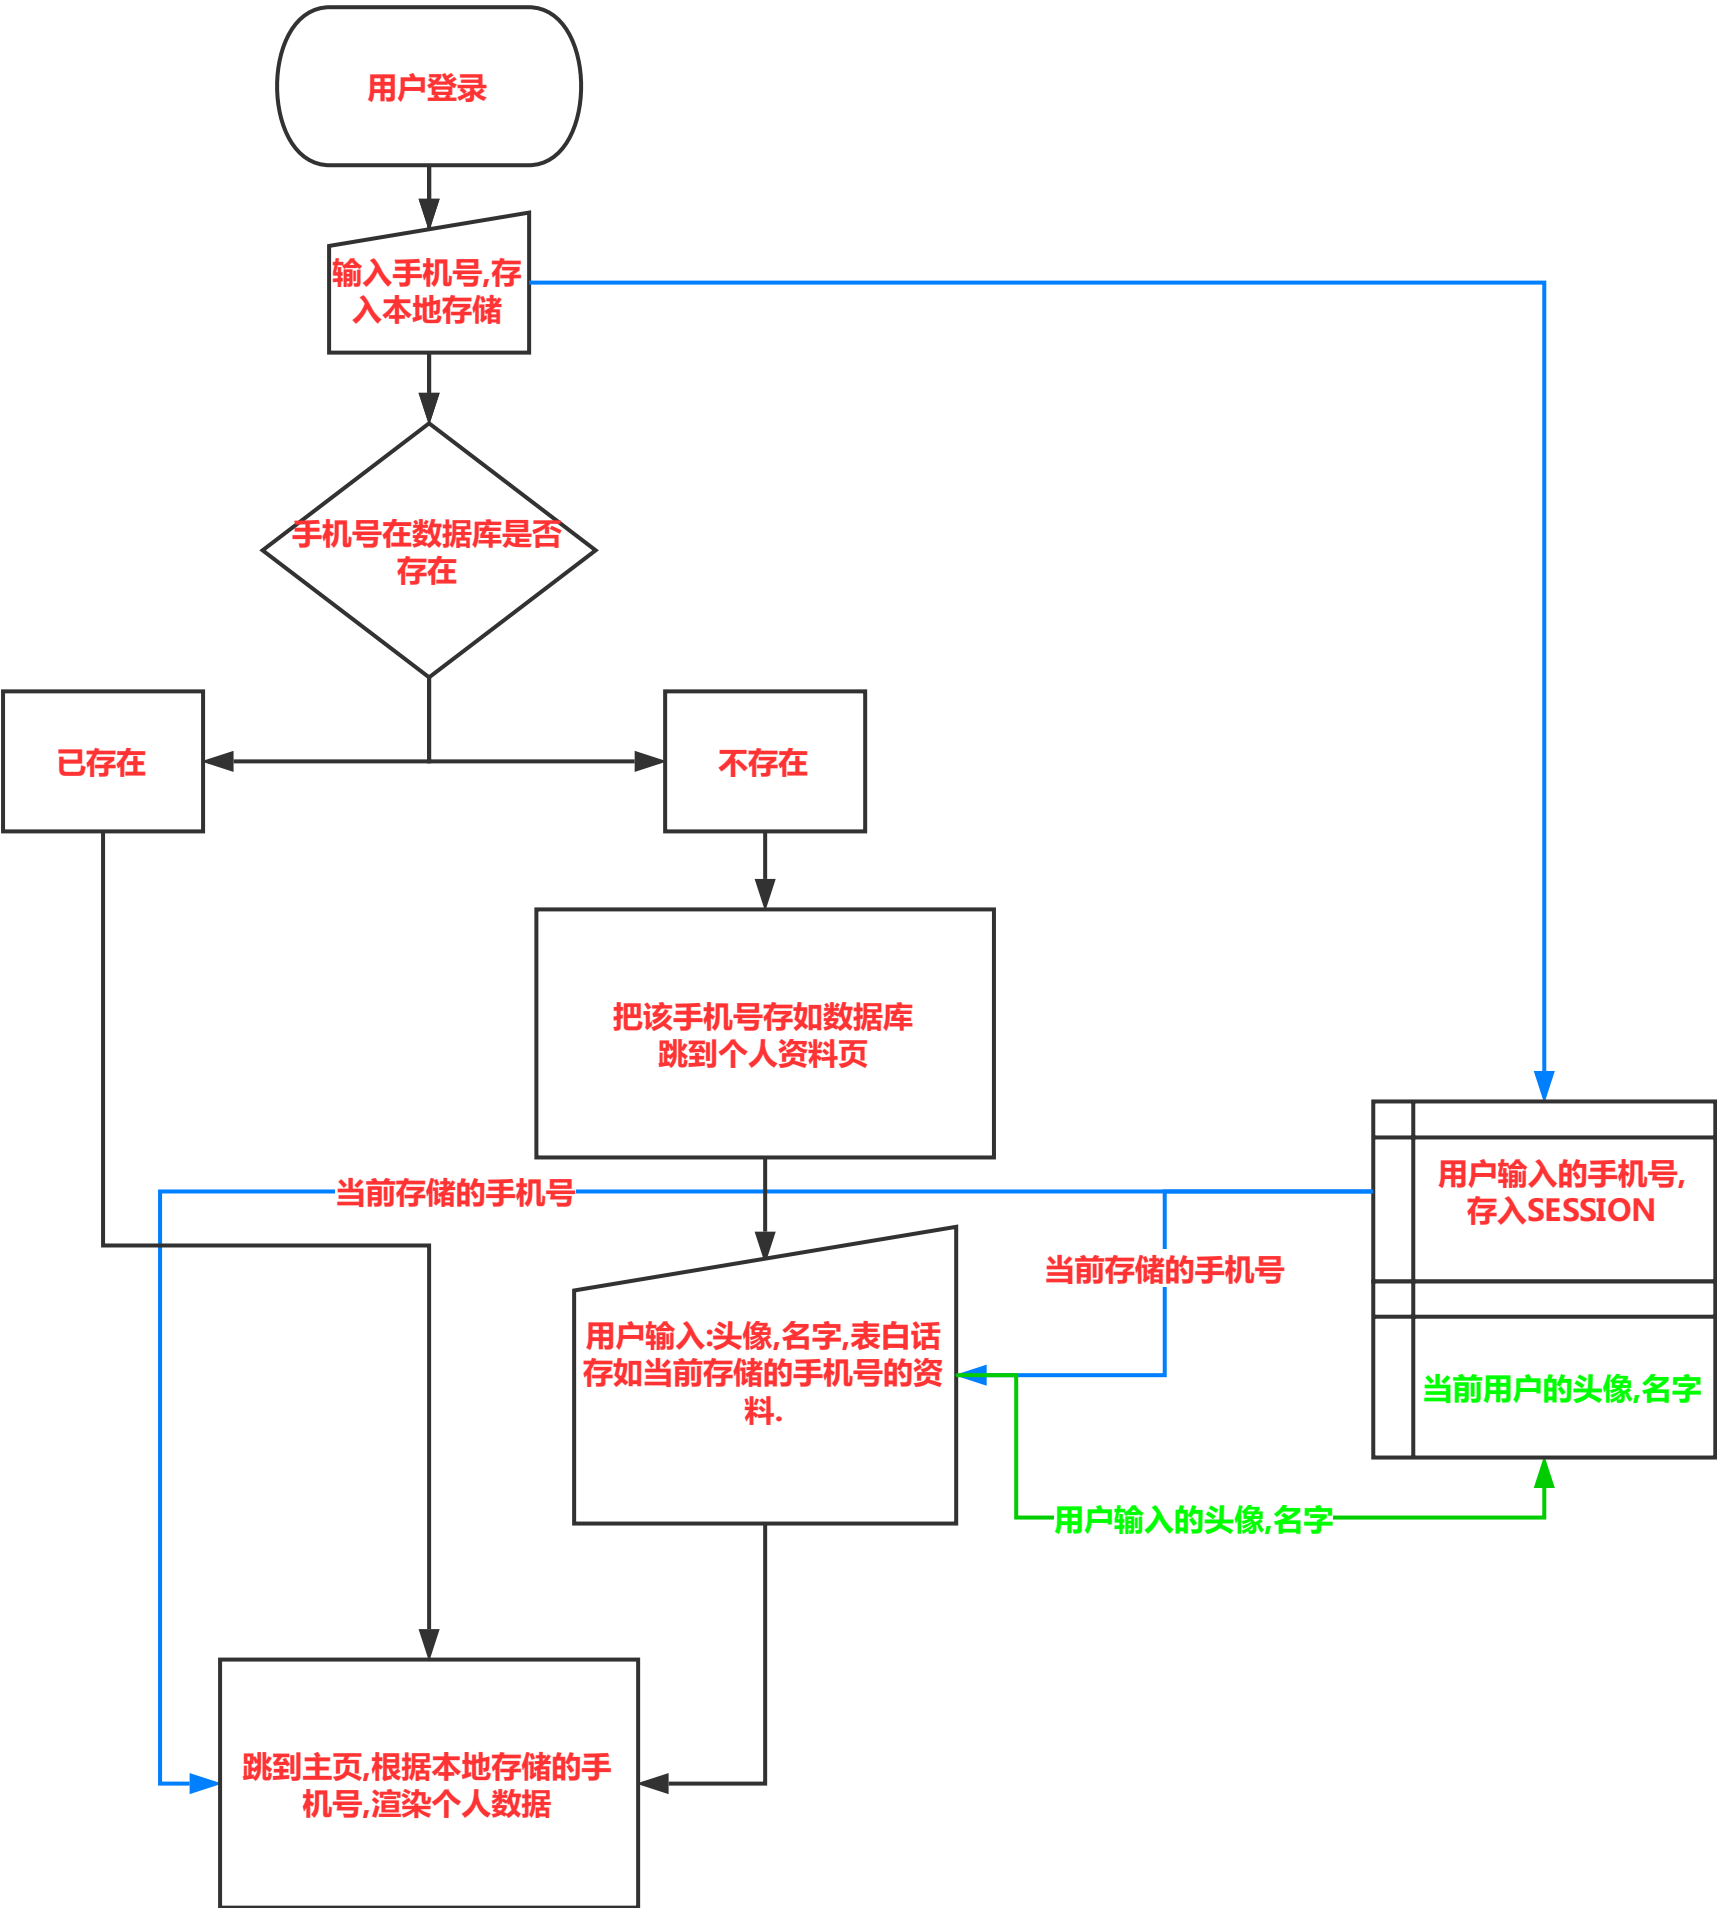 用户登录
输入手机号,存
入本地存储
手机号在数据库是否
存在
已存在
不存在
把该手机号存如数据库
跳到个人资料页
当前存储的手机号
用户输入的手机号,
存入SESSION
当前存储的手机号
用户输入:头像,名字,表白话
存如当前存储的手机号的资
料.
当前用户的头像,名字
用户输入的头像,名字
跳到主页,根据本地存储的手
机号,渲染个人数据